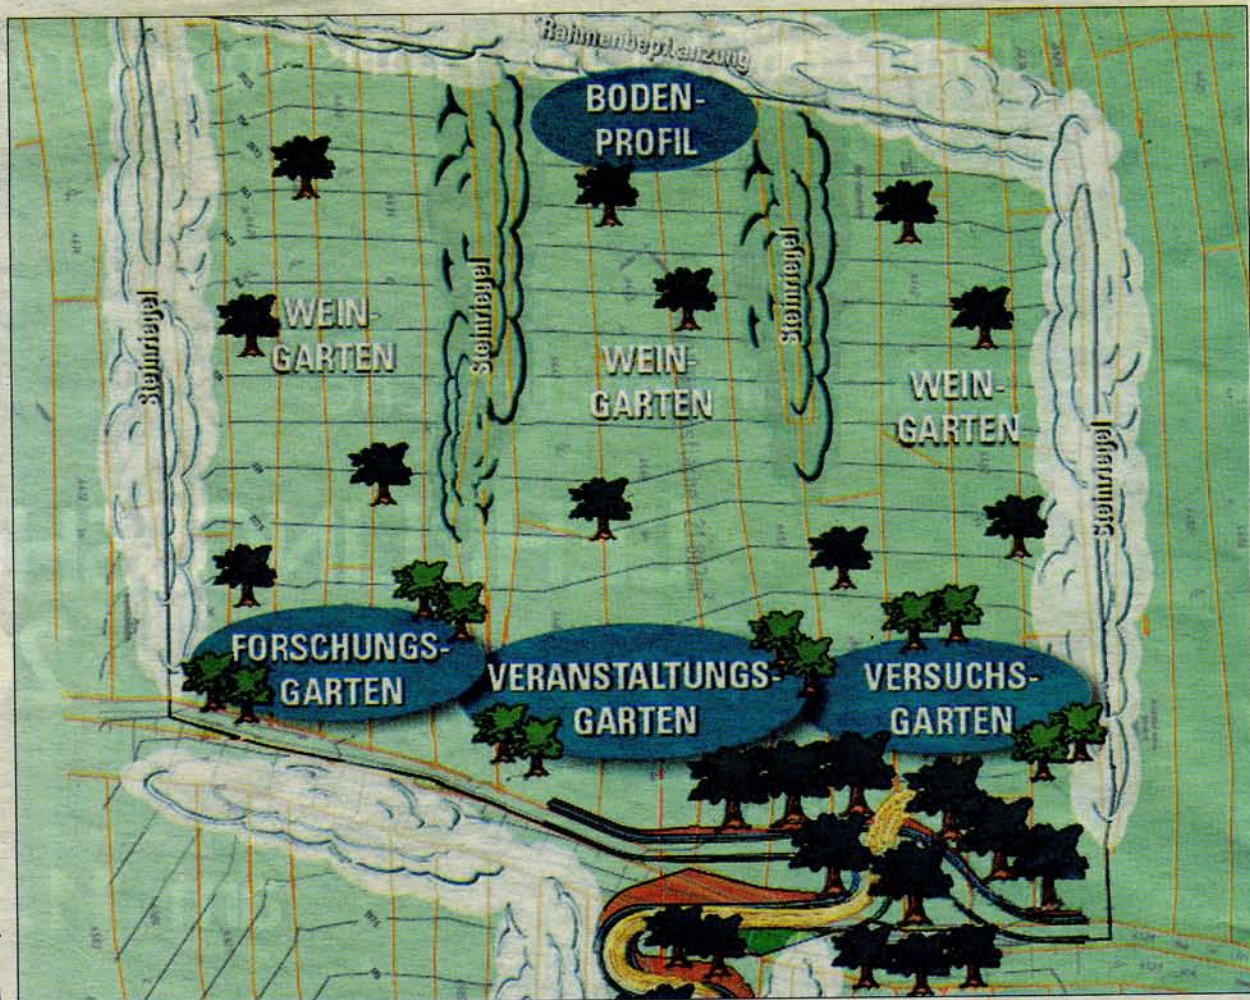 Rahmenbepflanzung
BODEN-
PROFIL
Steinriegel
Steinriegel
Steinriegel
Steinriegel
WEIN-
GARTEN
WEIN-
GARTEN
WEIN-
GARTEN
FORSCHUNGS-
GARTEN
VERANSTALTUNGS-
GARTEN
VERSUCHS-
GARTEN